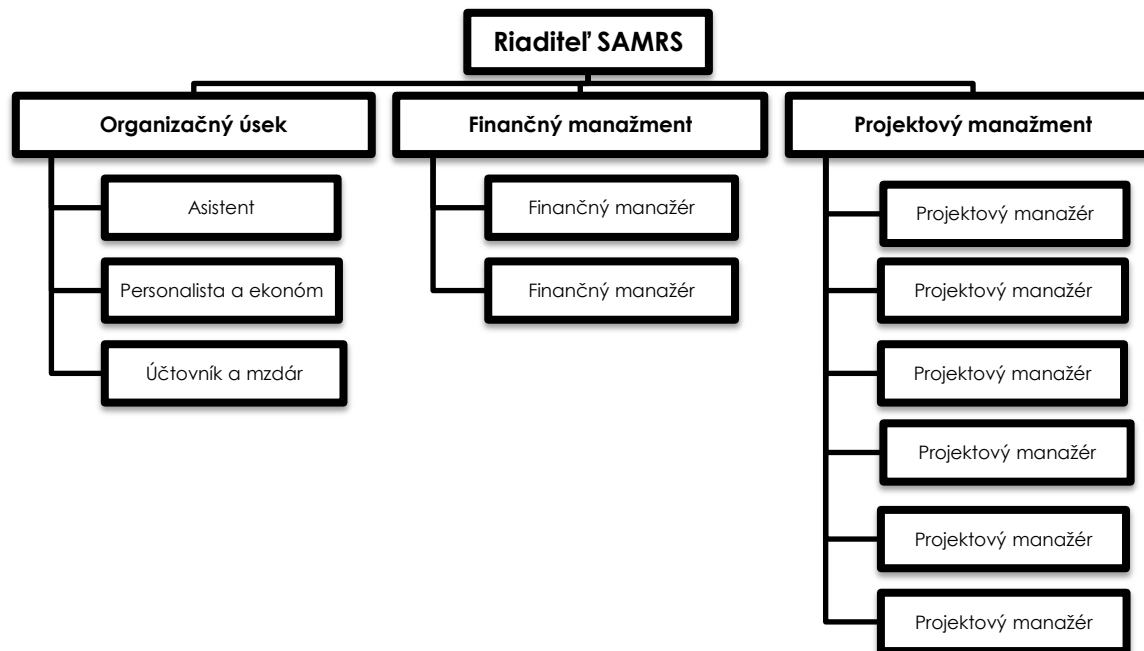 Riaditeľ SAMRS
Organizačný úsek
Asistent
Personalista a ekonóm
Účtovník a mzdár
Finančný manažment
Finančný manažér
Finančný manažér
Projektový manažment
Projektový manažér
Projektový manažér
Projektový manažér
Projektový manažér
Projektový manažér
Projektový manažér